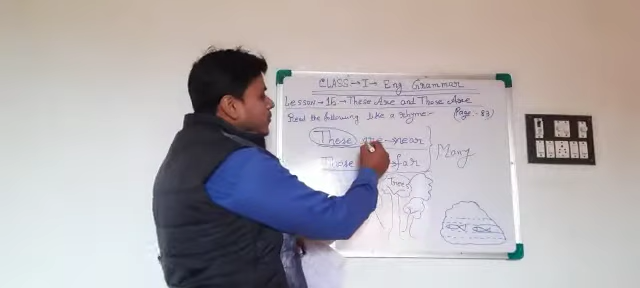 CLASS→I→ Eng Grammar
Lesson→16→These Are and Those Are
Read the following like a rhyme- (Page-83)
These are→near
Those far
Many
Tree